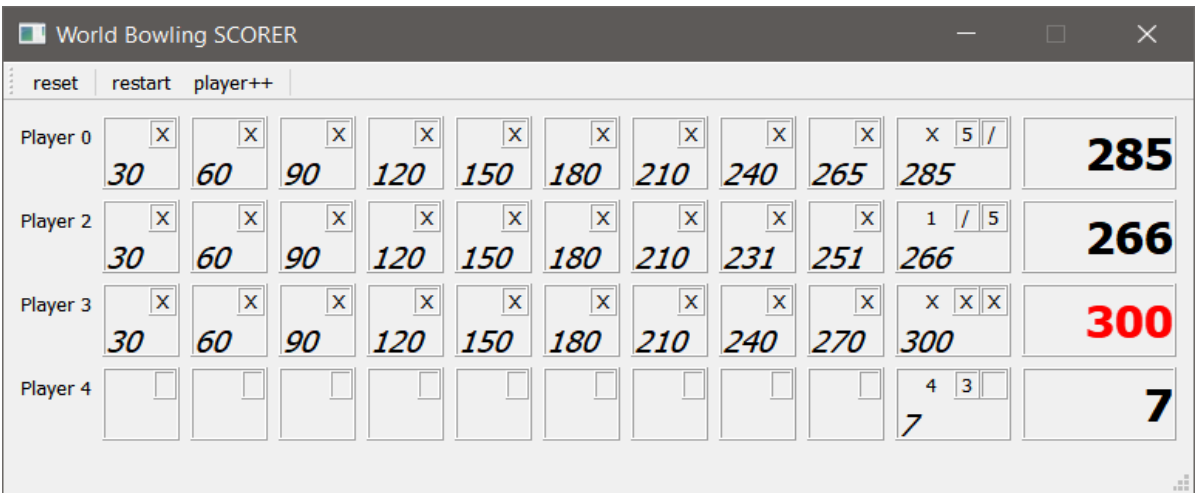 World Bowling SCORER
reset restart player++
Player 0 X X X X X X X X X X 5 /
30 60 90 120 150 180 210 240 265 285 285
Player 2 X X X X X X X X X 1 / 5
30 60 90 120 150 180 210 231 251 266 266
Player 3 X X X X X X X X X X X X
30 60 90 120 150 180 210 240 270 300 300
Player 4 4 3
7 7